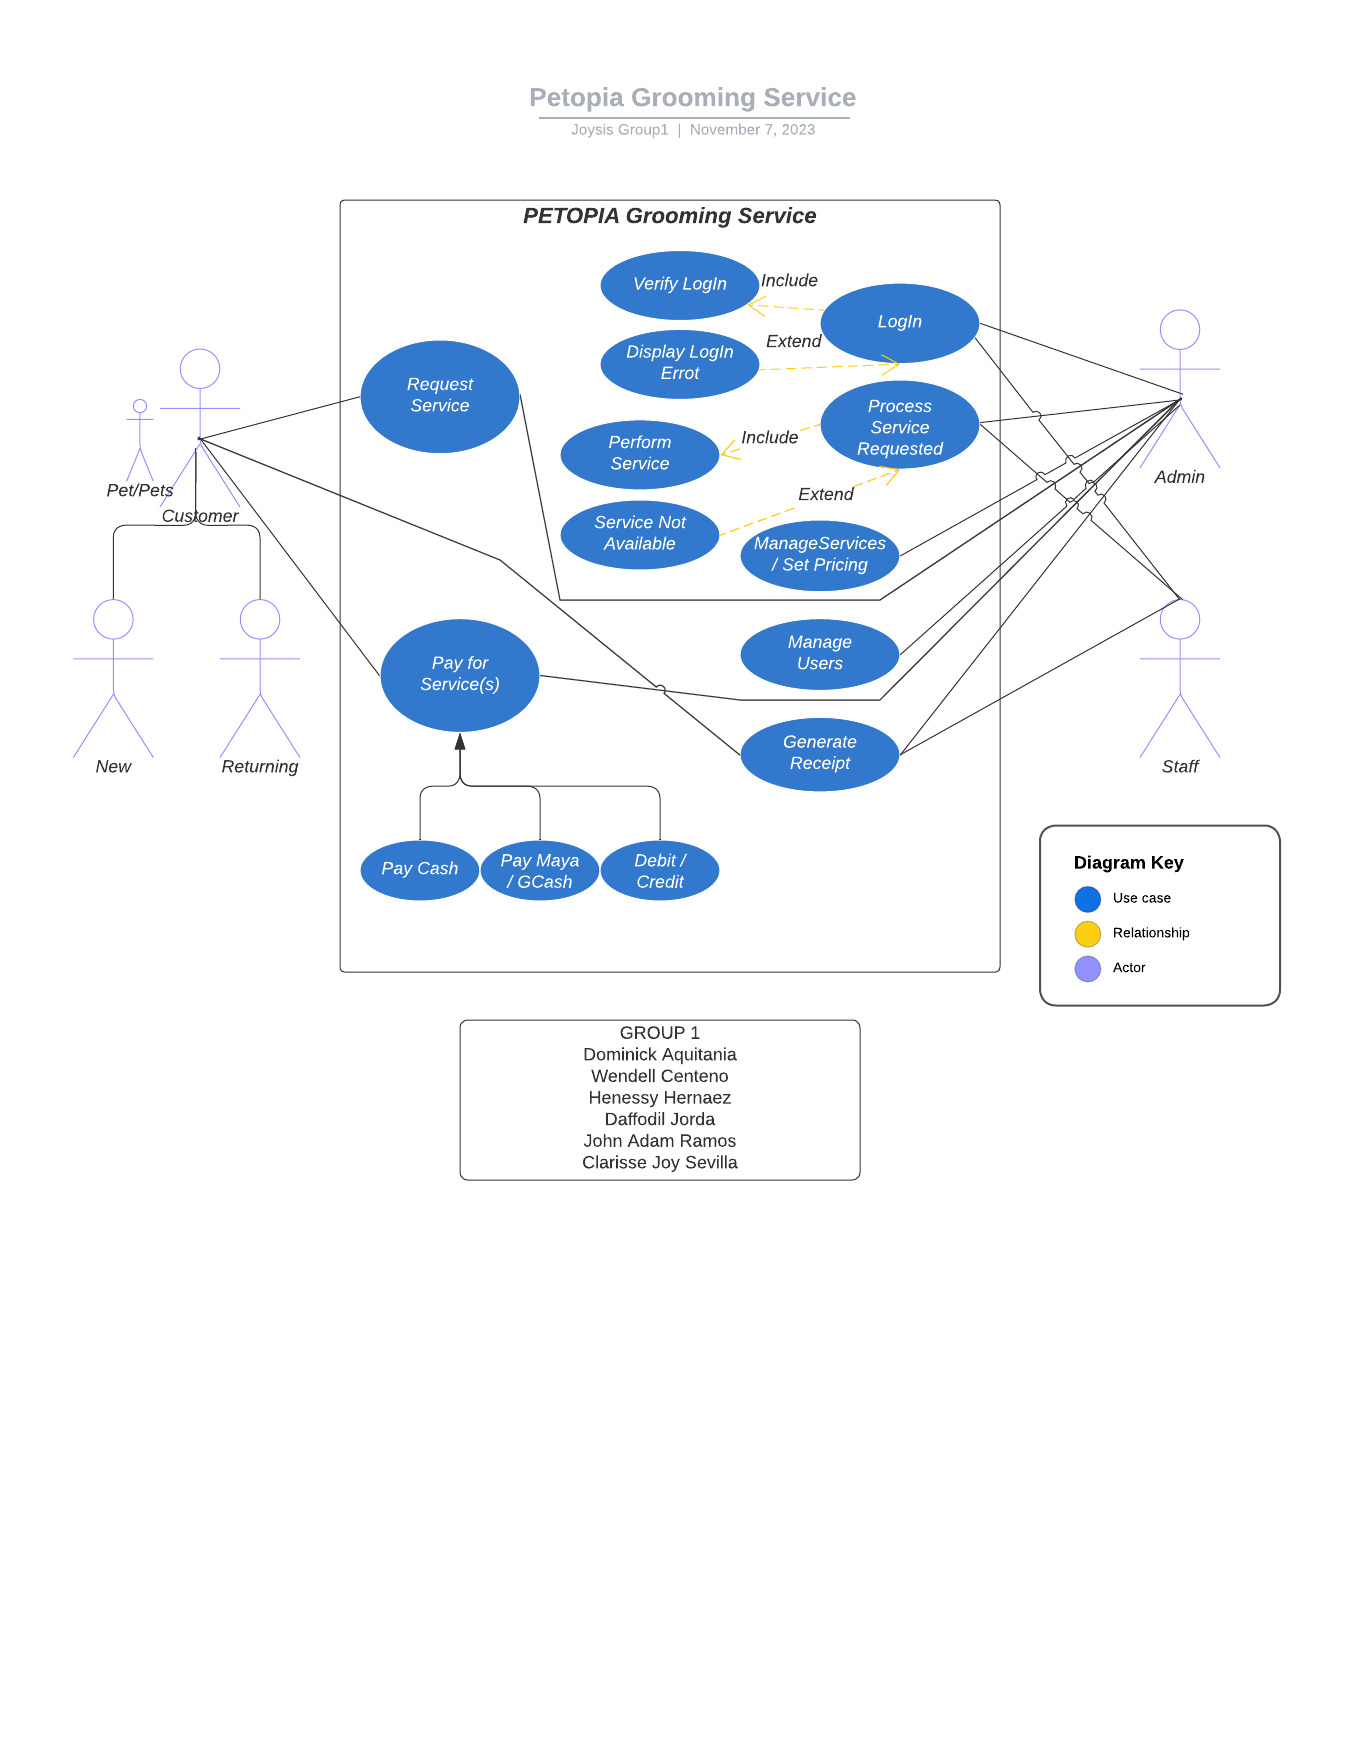 Petopia Grooming Service
Joysis Group1 | November 7, 2023
PETOPIA Grooming Service
Verify LogIn
Include
LogIn
Display LogIn
Errot
Extend
Request
Service
Process
Service
Requested
Perform
Service
Include
Extend
Service Not
Available
ManageServices
/ Set Pricing
Pet/Pets
Customer
Admin
Manage
Users
Pay for
Service(s)
Generate
Receipt
New
Returning
Staff
Pay Cash
Pay Maya
/ GCash
Debit /
Credit
Diagram Key
Use case
Relationship
Actor
GROUP 1
Dominick Aquitania
Wendell Centeno
Henessy Hernaez
Daffodil Jorda
John Adam Ramos
Clarisse Joy Sevilla